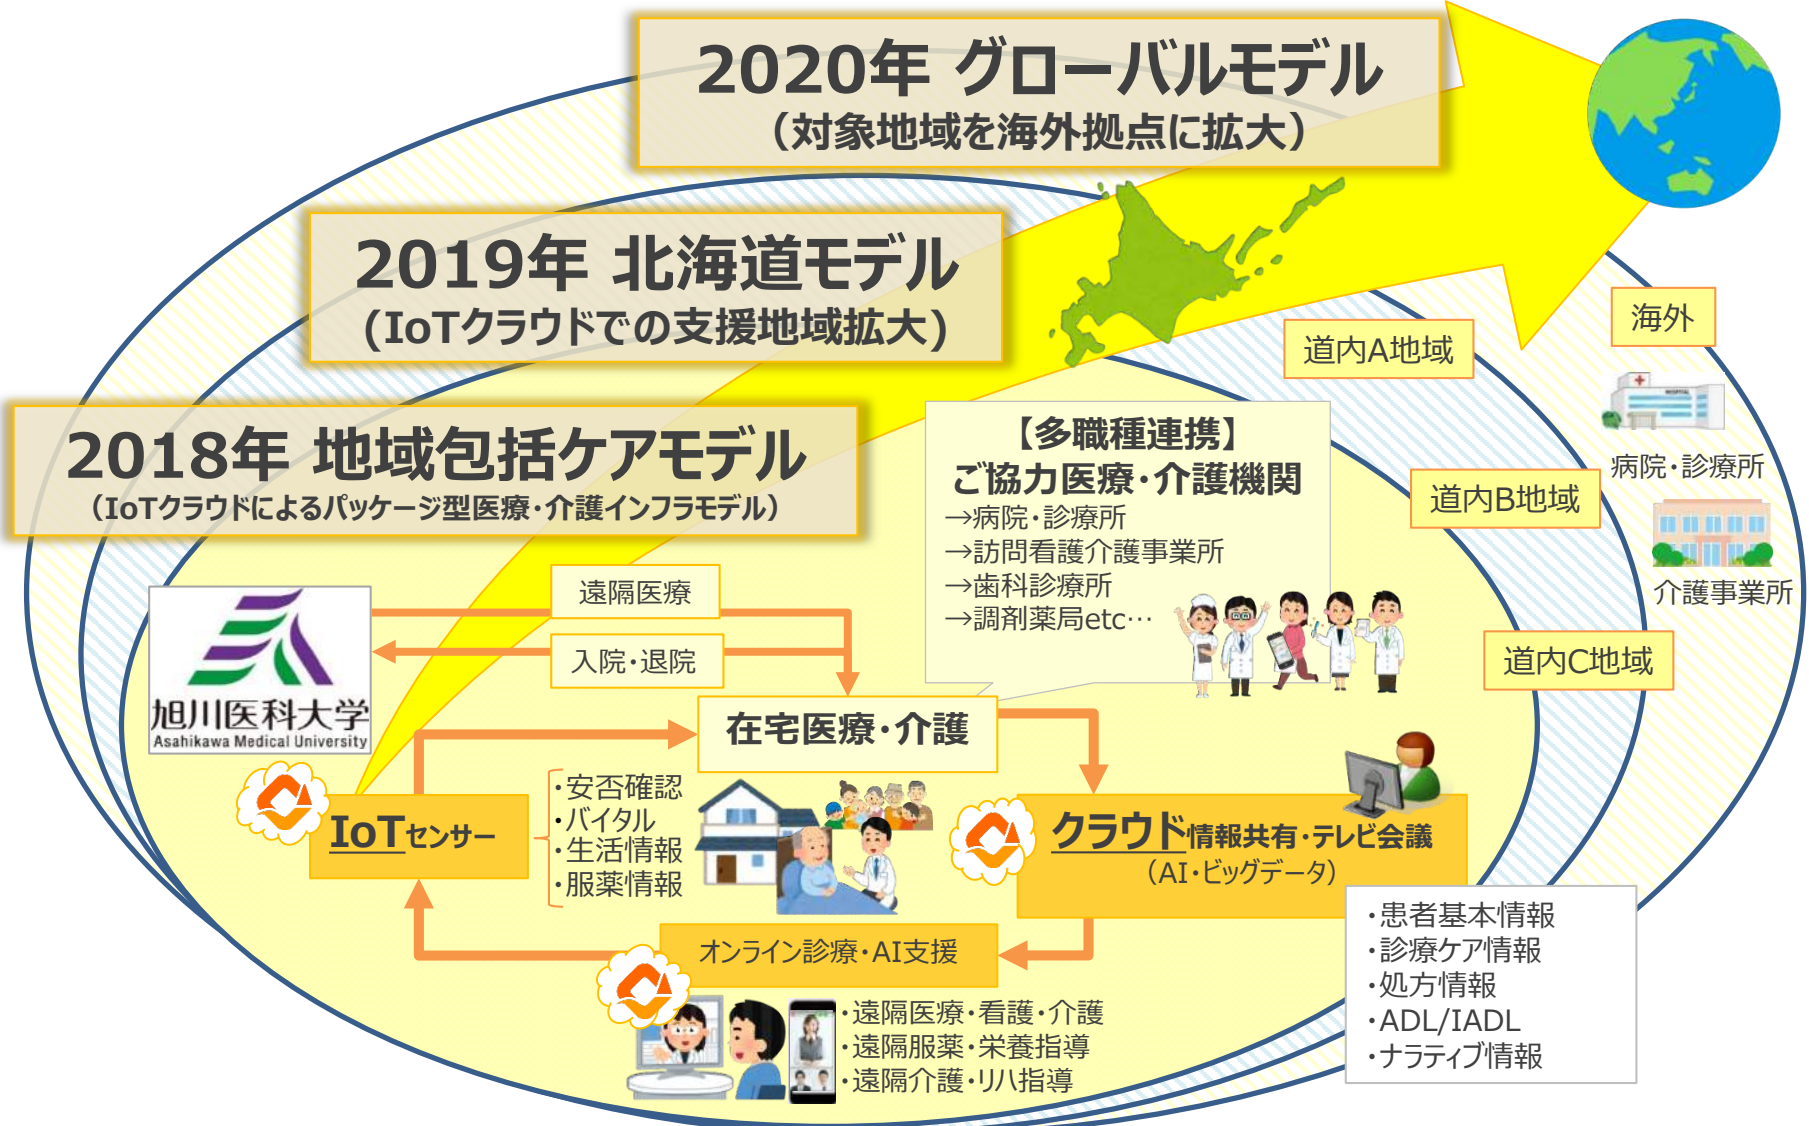 2020年 グローバルモデル
（対象地域を海外拠点に拡大）
2019年 北海道モデル
(IoTクラウドでの支援地域拡大)
2018年 地域包括ケアモデル
（IoTクラウドによるパッケージ型医療・介護インフラモデル）
海外
道内A地域
HOSPITAL
病院・診療所
道内B地域
介護事業所
道内C地域
【多職種連携】
ご協力医療・介護機関
→病院・診療所
→訪問看護介護事業所
→歯科診療所
→調剤薬局etc…
遠隔医療
入院・退院
旭川医科大学
Asahikawa Medical University
在宅医療・介護
IoTセンサー
・安否確認
・バイタル
・生活情報
・服薬情報
クラウド情報共有・テレビ会議
（AI・ビッグデータ）
・患者基本情報
・診療ケア情報
・処方情報
・ADL/IADL
・ナラティブ情報
オンライン診療・AI支援
・遠隔医療・看護・介護
・遠隔服薬・栄養指導
・遠隔介護・リハ指導